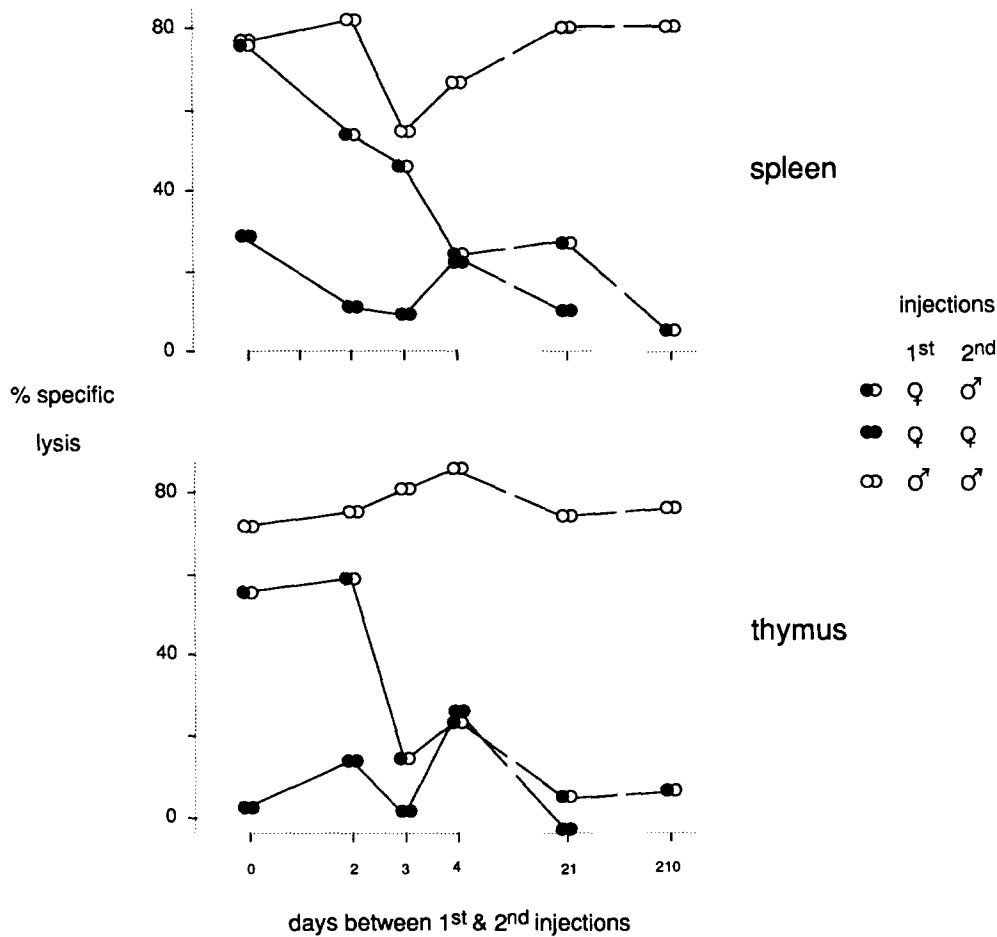 80
40
0
spleen
injections
1st 2nd
♀ ♂
♀ ♀
♂ ♂
% specific
lysis
80
40
0
thymus
0 2 3 4 21 210
days between 1st & 2nd injections